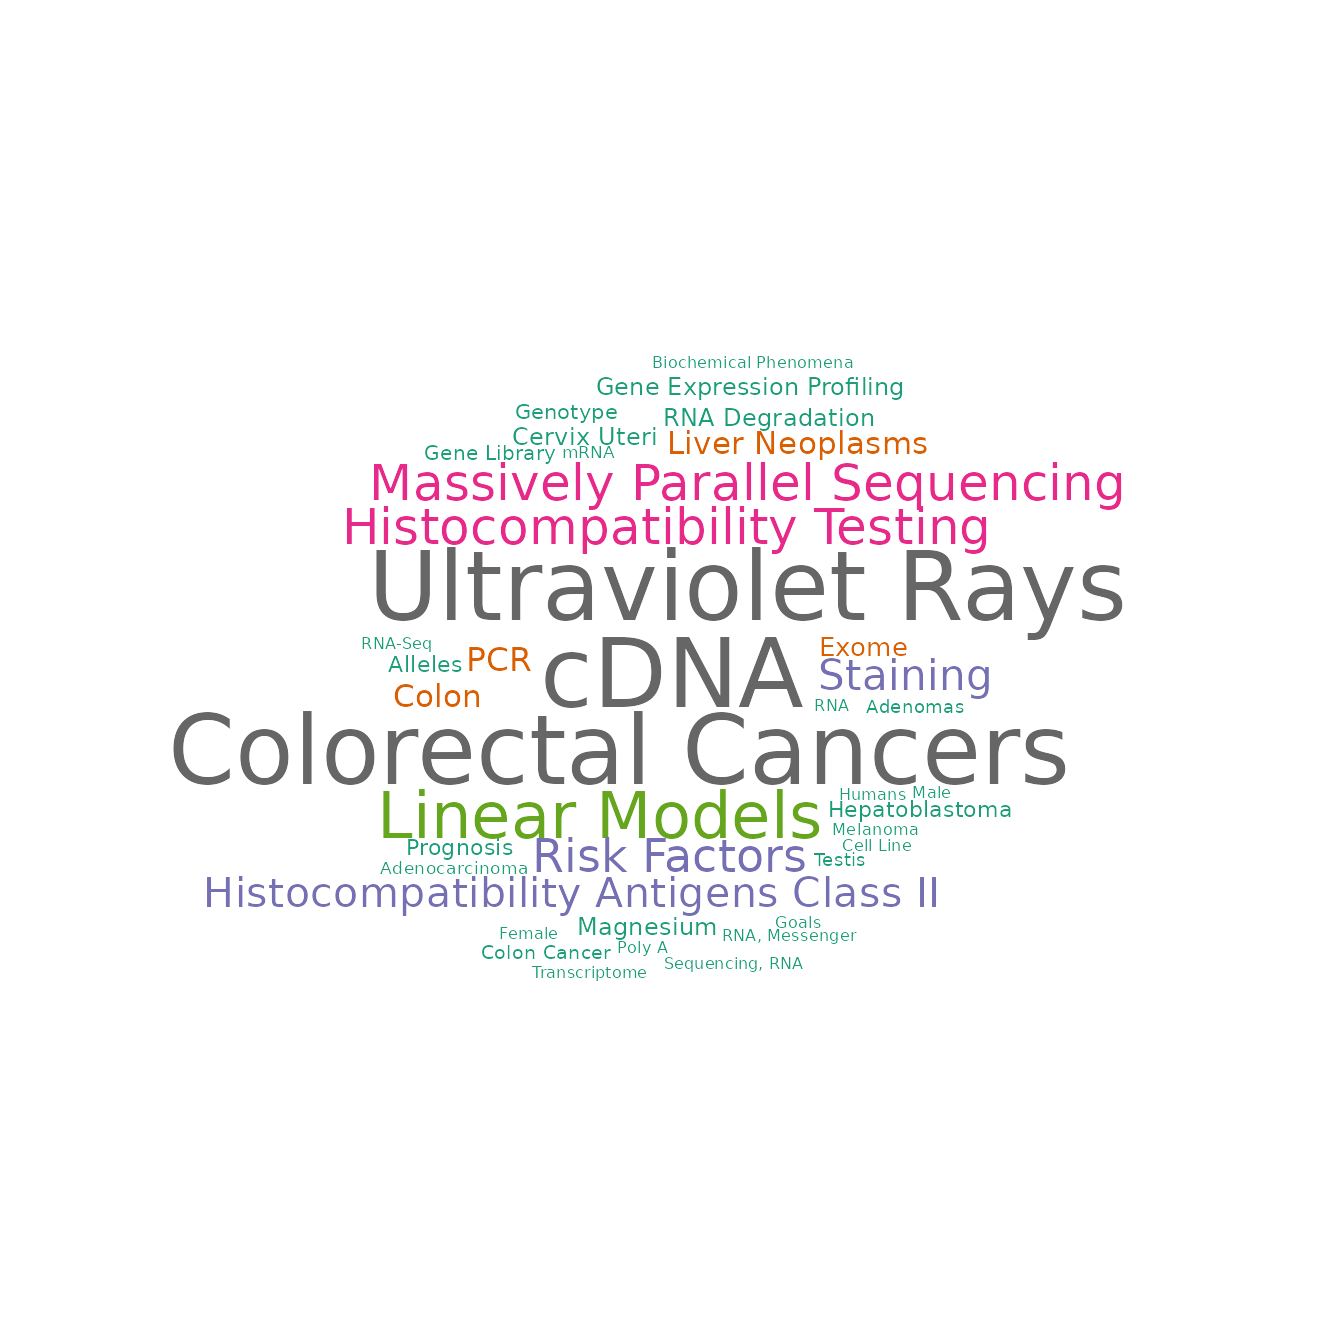 Biochemical Phenomena
Gene Expression Profiling
Genotype
RNA Degradation
Cervix Uteri
Liver Neoplasms
Gene Library
mRNA
Massively Parallel Sequencing
Histocompatibility Testing
Ultraviolet Rays
RNA-Seq
Alleles
PCR
cDNA
Exome
Staining
Colon
RNA
Adenomas
Colorectal Cancers
Linear Models
Humans
Male
Hepatoblastoma
Melanoma
Cell Line
Prognosis
Risk Factors
Testis
Adenocarcinoma
Histocompatibility Antigens Class II
Magnesium
Goals
Female
RNA, Messenger
Colon Cancer
Poly A
Sequencing, RNA
Transcriptome